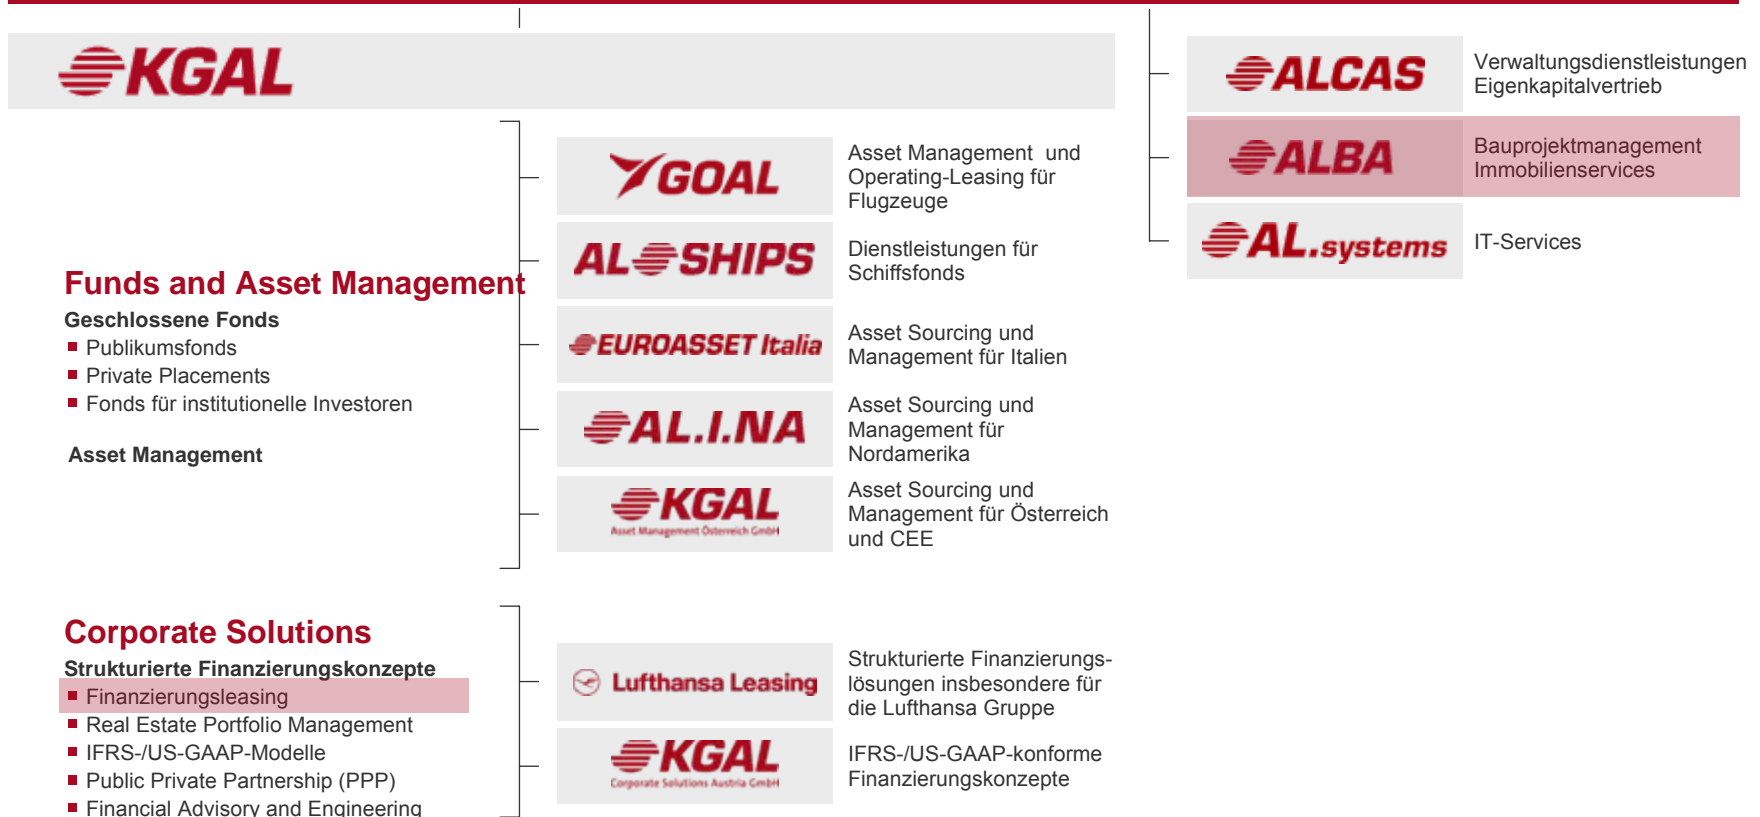 KGAL
Funds and Asset Management
Geschlossene Fonds
Publikumsfonds
Private Placements
Fonds für institutionelle Investoren
Asset Management
GOAL
Asset Management und
Operating-Leasing für
Flugzeuge
AL SHIPS
Dienstleistungen für
Schiffsfonds
EUROASSET Italia
Asset Sourcing und
Management für Italien
AL.I.NA
Asset Sourcing und
Management für
Nordamerika
KGAL
Asset Management Österreich GmbH
Asset Sourcing und
Management für Österreich
und CEE
Corporate Solutions
Strukturierte Finanzierungskonzepte
Finanzierungsleasing
Real Estate Portfolio Management
IFRS-/US-GAAP-Modelle
Public Private Partnership (PPP)
Financial Advisory and Engineering
Lufthansa Leasing
Strukturierte Finanzierungs-
lösungen insbesondere für
die Lufthansa Gruppe
KGAL
Corporate Solutions Austria GmbH
IFRS-/US-GAAP-konforme
Finanzierungskonzepte
ALCAS
Verwaltungsdienstleistungen
Eigenkapitalvertrieb
ALBA
Bauprojektmanagement
Immobilienservices
AL.systems
IT-Services